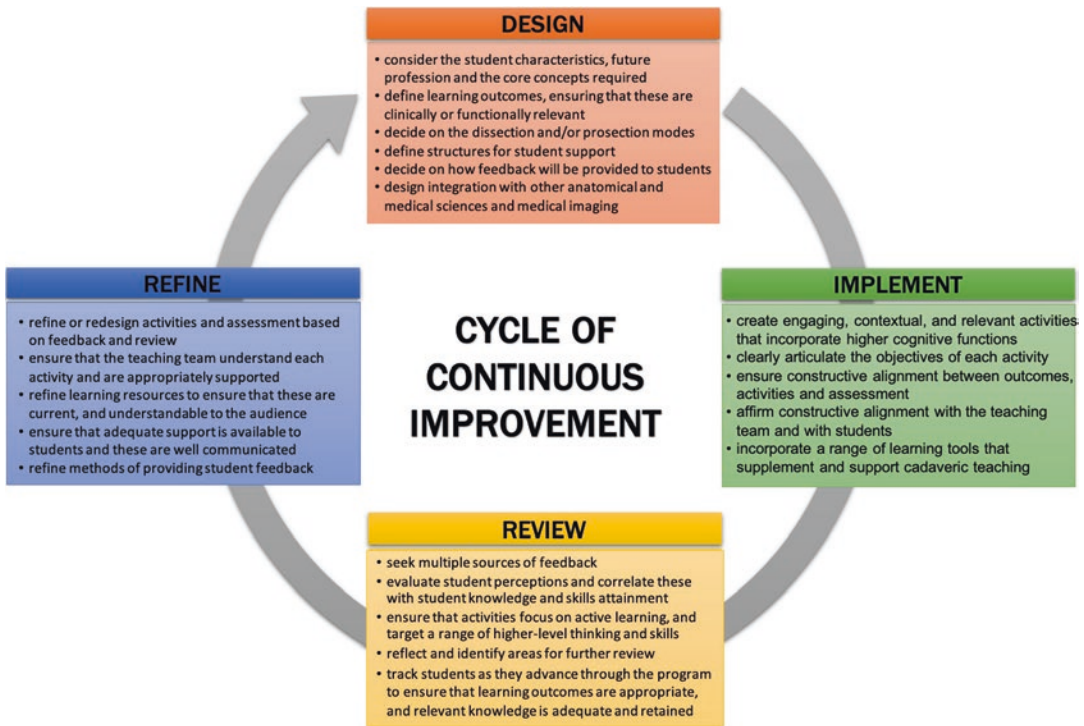 DESIGN
• consider the student characteristics, future
profession and the core concepts required
• define learning outcomes, ensuring that these are
clinically or functionally relevant
• decide on the dissection and/or prosection modes
• define structures for student support
• decide on how feedback will be provided to students
• design integration with other anatomical and
medical sciences and medical imaging
REFINE
• refine or redesign activities and assessment based
on feedback and review
• ensure that the teaching team understand each
activity and are appropriately supported
• refine learning resources to ensure that these are
current, and understandable to the audience
• ensure that adequate support is available to
students and these are well communicated
• refine methods of providing student feedback
CYCLE OF
CONTINUOUS
IMPROVEMENT
IMPLEMENT
• create engaging, contextual, and relevant activities
that incorporate higher cognitive functions
• clearly articulate the objectives of each activity
• ensure constructive alignment between outcomes,
activities and assessment
• affirm constructive alignment with the teaching
team and with students
• incorporate a range of learning tools that
supplement and support cadaveric teaching
REVIEW
• seek multiple sources of feedback
• evaluate student perceptions and correlate these
with student knowledge and skills attainment
• ensure that activities focus on active learning, and
target a range of higher-level thinking and skills
• reflect and identify areas for further review
• track students as they advance through the program
to ensure that learning outcomes are appropriate,
and relevant knowledge is adequate and retained